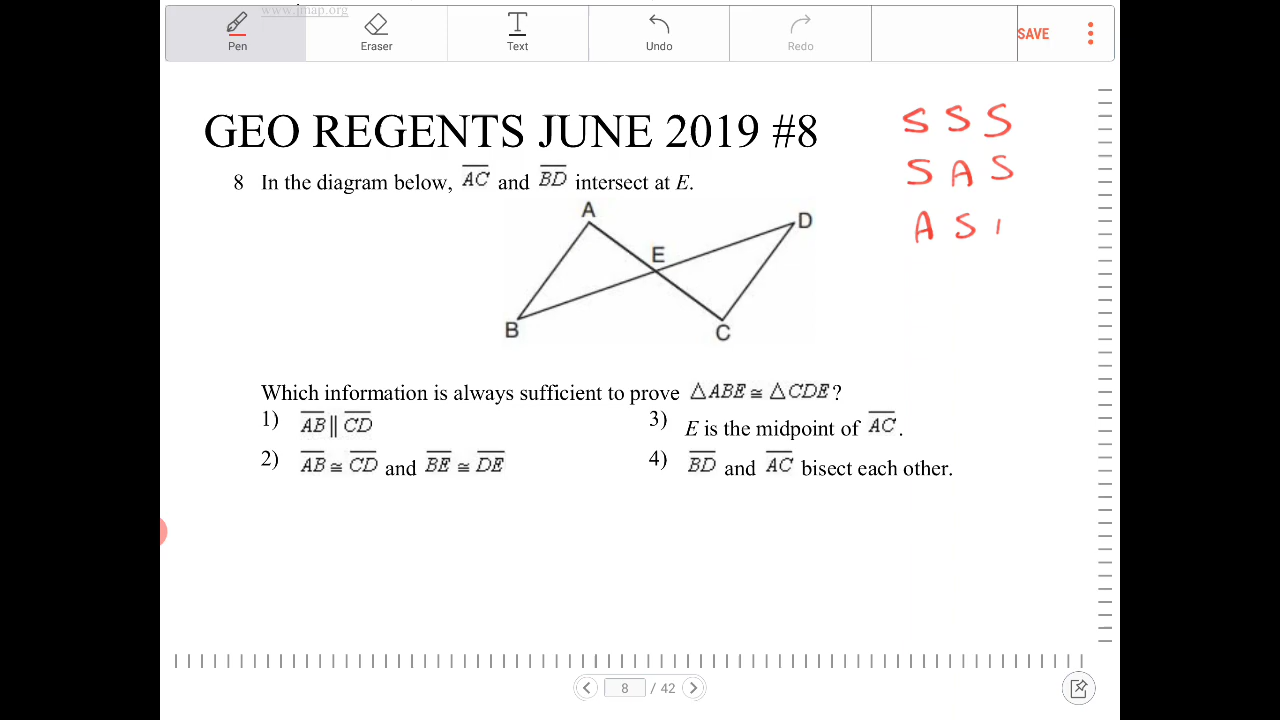 www.jmap.org
Pen Eraser Text Undo Redo SAVE
GEO REGENTS JUNE 2019 #8
S S S
S A S
A S
8 In the diagram below, AC and BD intersect at E.
A
D
E
B
C
Which information is always sufficient to prove △ABE ≅ △CDE?
1) AB ∥ CD
2) AB ≅ CD and BE ≅ DE
3) E is the midpoint of AC.
4) BD and AC bisect each other.
8 / 42